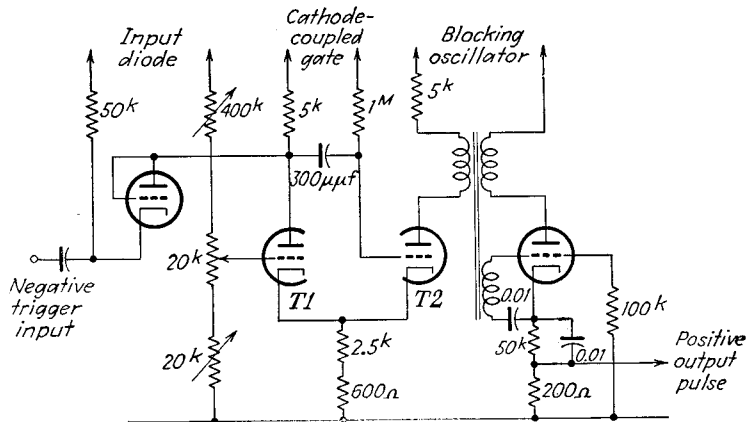 Input
diode
Cathode-
coupled
gate
Blocking
oscillator
50k
400k
5k
1M
5k
300µµf
20k
T1
T2
Negative
trigger
input
0.01
100k
2.5k
50k
0.01
20k
600Ω
200Ω
Positive
output
pulse